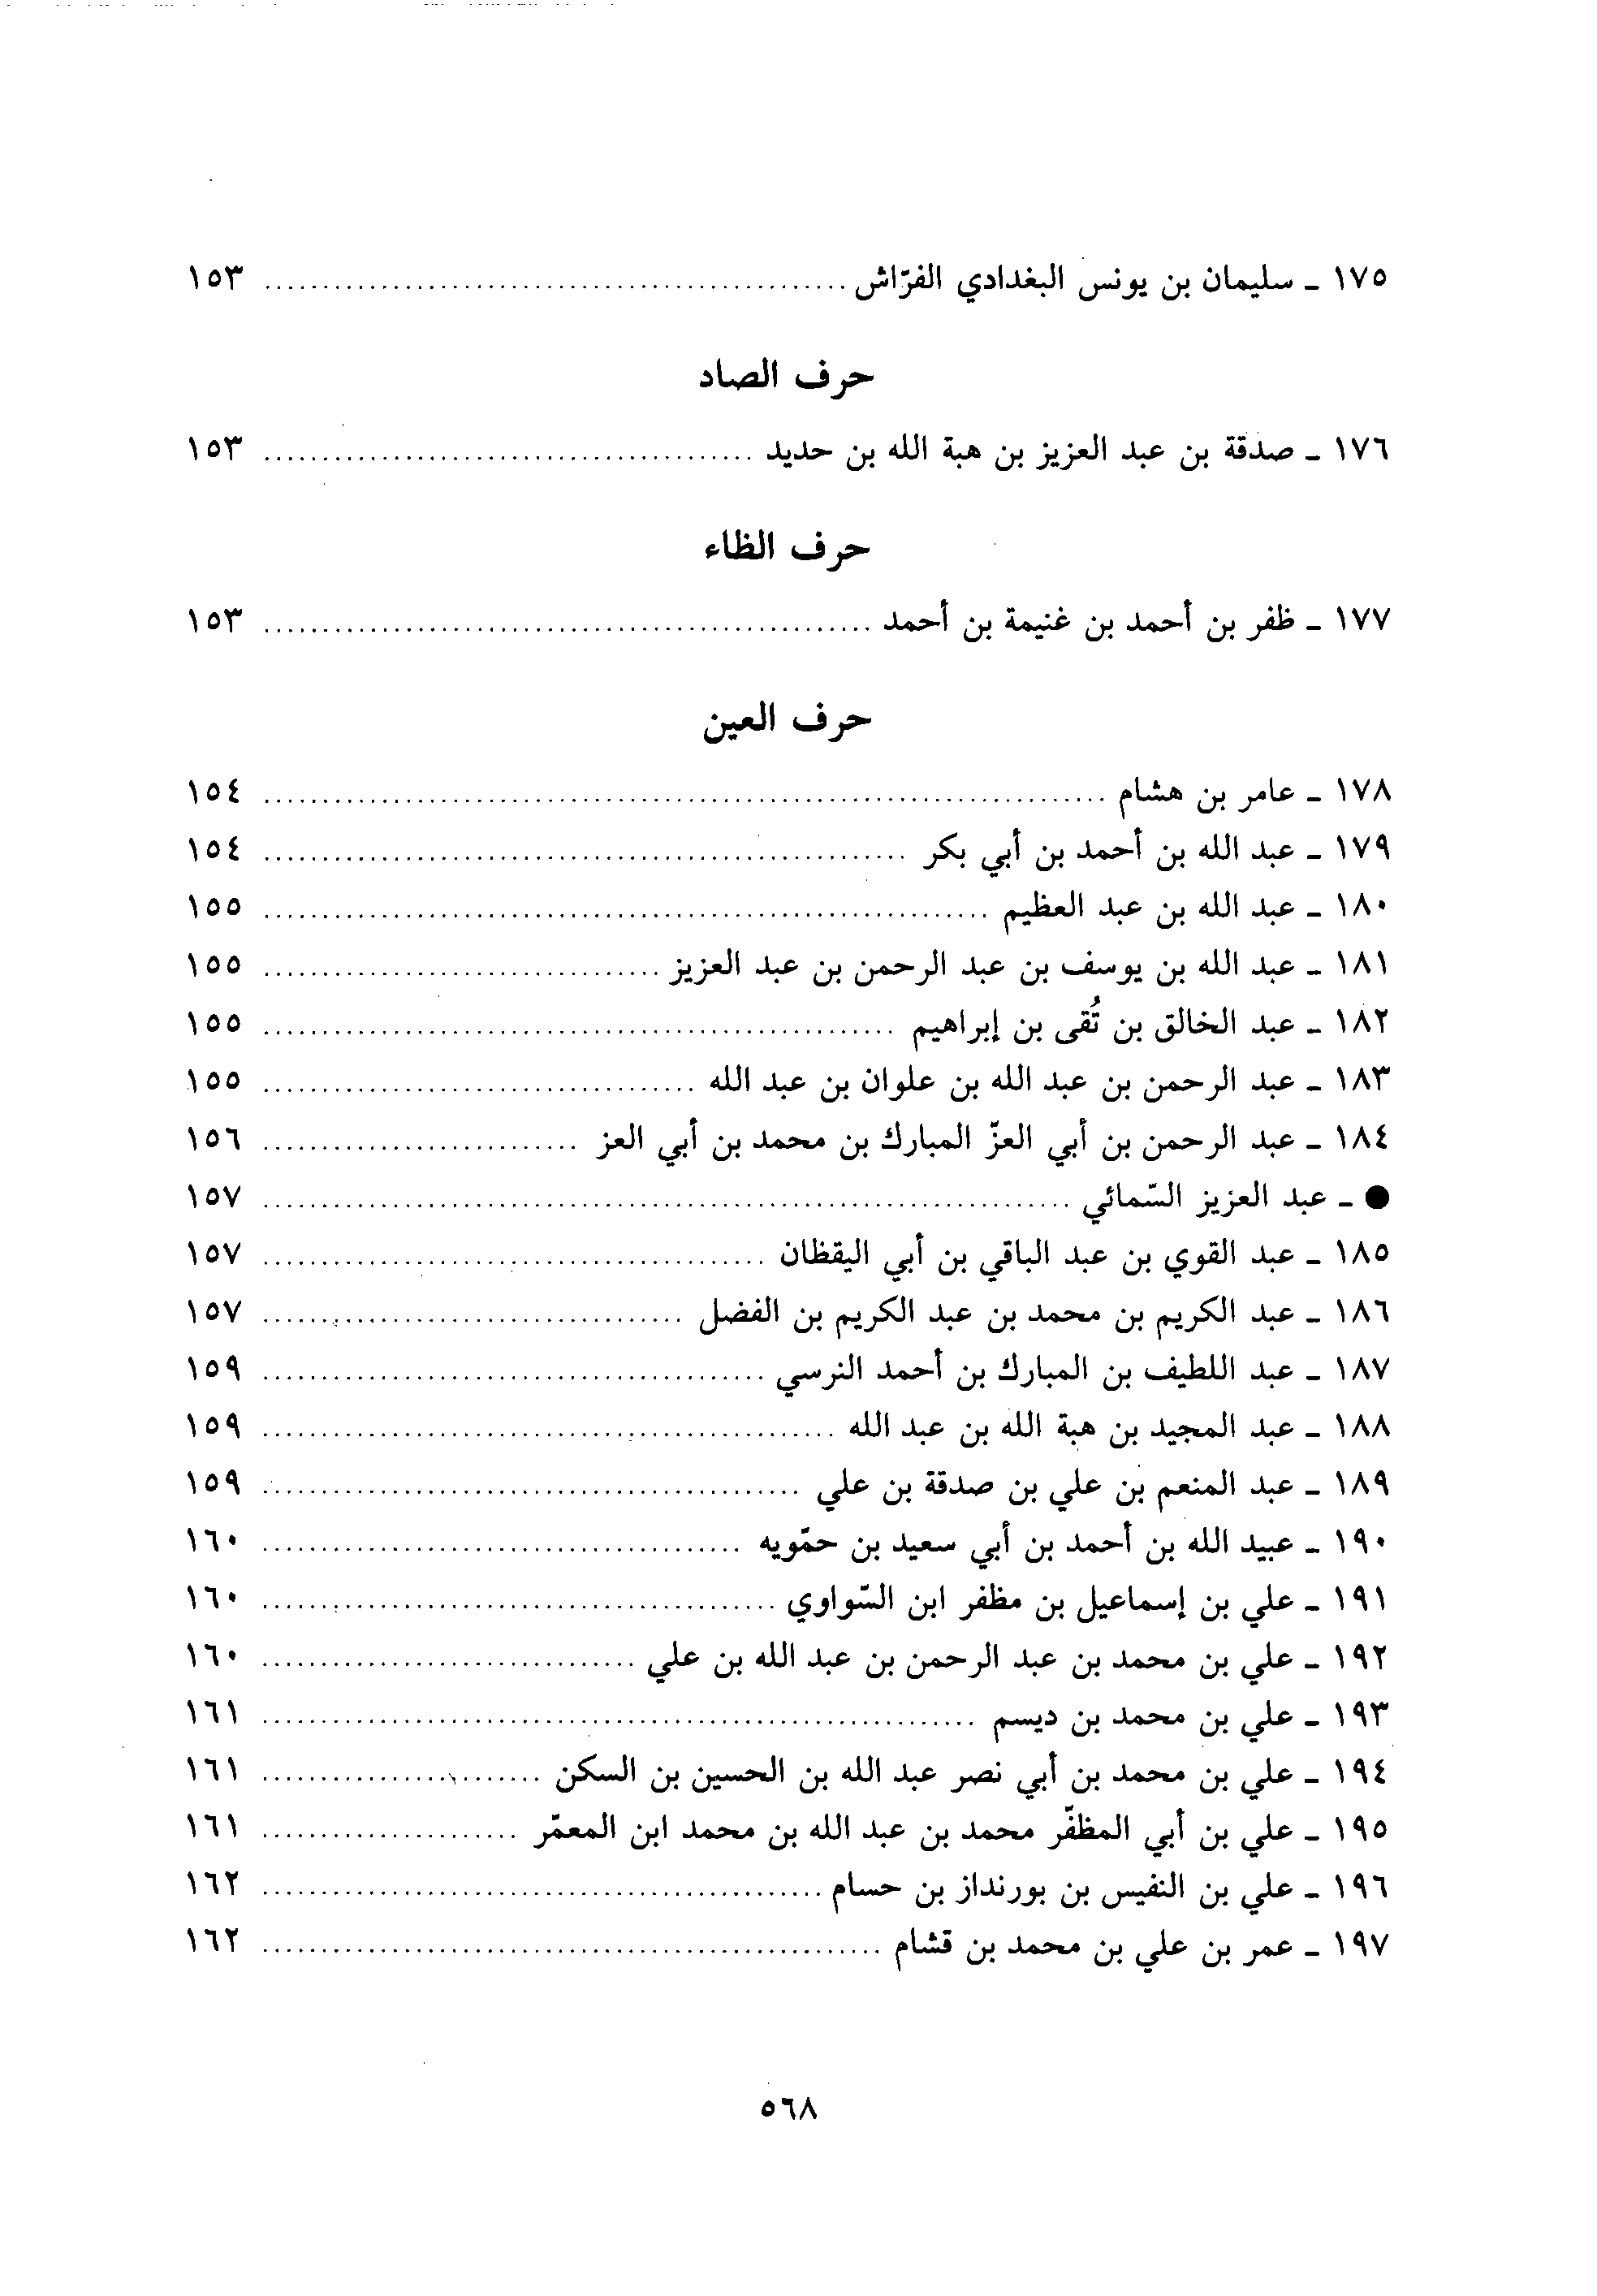 ١٧٥ ـ سليمان بن يونس البغدادي الفرّاش ........ ١٥٣
حرف الصاد
١٧٦ ـ صدقة بن عبد العزيز بن هبة الله بن حديد ........ ١٥٣
حرف الظاء
١٧٧ ـ ظفر بن أحمد بن غنيمة بن أحمد ........ ١٥٣
حرف العين
١٧٨ ـ عامر بن هشام ........ ١٥٤
١٧٩ ـ عبد الله بن أحمد بن أبي بكر ........ ١٥٤
١٨٠ ـ عبد الله بن عبد العظيم ........ ١٥٥
١٨١ ـ عبد الله بن يوسف بن عبد الرحمن بن عبد العزيز ........ ١٥٥
١٨٢ ـ عبد الخالق بن تُقى بن إبراهيم ........ ١٥٥
١٨٣ ـ عبد الرحمن بن عبد الله بن علوان بن عبد الله ........ ١٥٥
١٨٤ ـ عبد الرحمن بن أبي العزّ المبارك بن محمد بن أبي العز ........ ١٥٦
● ـ عبد العزيز السّمائي ........ ١٥٧
١٨٥ ـ عبد القوي بن عبد الباقي بن أبي اليقظان ........ ١٥٧
١٨٦ ـ عبد الكريم بن محمد بن عبد الكريم بن الفضل ........ ١٥٧
١٨٧ ـ عبد اللطيف بن المبارك بن أحمد النرسي ........ ١٥٩
١٨٨ ـ عبد المجيد بن هبة الله بن عبد الله ........ ١٥٩
١٨٩ ـ عبد المنعم بن علي بن صدقة بن علي ........ ١٥٩
١٩٠ ـ عبيد الله بن أحمد بن أبي سعيد بن حمّويه ........ ١٦٠
١٩١ ـ علي بن إسماعيل بن مظفر ابن السّواوي ........ ١٦٠
١٩٢ ـ علي بن محمد بن عبد الرحمن بن عبد الله بن علي ........ ١٦٠
١٩٣ ـ علي بن محمد بن ديسم ........ ١٦١
١٩٤ ـ علي بن محمد بن أبي نصر عبد الله بن الحسين بن السكن ........ ١٦١
١٩٥ ـ علي بن أبي المظفّر محمد بن عبد الله بن محمد ابن المعمّر ........ ١٦١
١٩٦ ـ علي بن النفيس بن بورنداز بن حسام ........ ١٦٢
١٩٧ ـ عمر بن علي بن محمد بن قشام ........ ١٦٢
٥٦٨